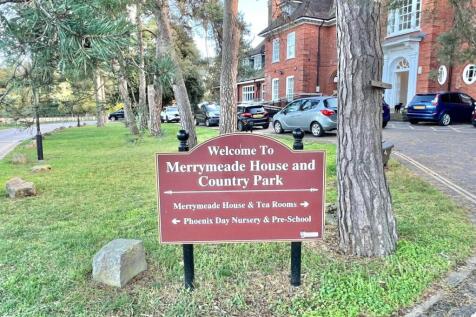 Welcome To
Merrymeade House and
Country Park
Merrymeade House & Tea Rooms →
← Phoenix Day Nursery & Pre-School